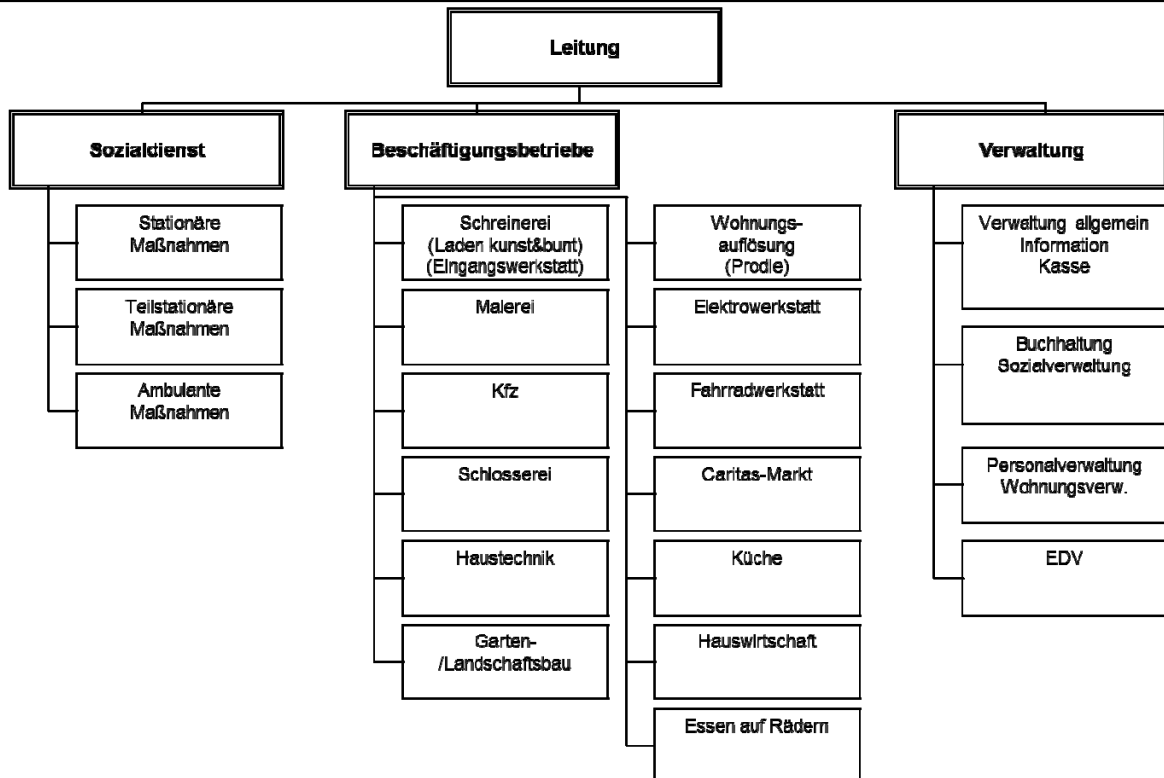 Leitung
Sozialdienst
Stationäre
Maßnahmen
Teilstationäre
Maßnahmen
Ambulante
Maßnahmen
Beschäftigungsbetriebe
Schreinerei
(Laden kunst&bunt)
(Eingangswerkstatt)
Malerei
Kfz
Schlosserei
Haustechnik
Garten-
/Landschaftsbau
Wohnungs-
auflösung
(Prodie)
Elektrowerkstatt
Fahrradwerkstatt
Caritas-Markt
Küche
Hauswirtschaft
Essen auf Rädern
Verwaltung
Verwaltung allgemein
Information
Kasse
Buchhaltung
Sozialverwaltung
Personalverwaltung
Wohnungsverw.
EDV